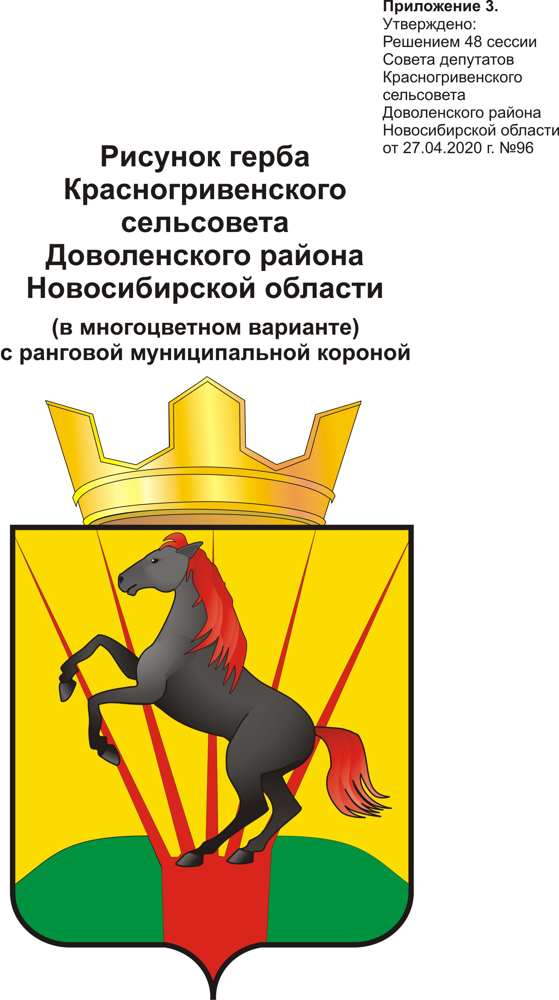 Приложение 3.
Утверждено:
Решением 48 сессии
Совета депутатов
Красногривенского
сельсовета
Доволенского района
Новосибирской области
от 27.04.2020 г. №96
Рисунок герба
Красногривенского
сельсовета
Доволенского района
Новосибирской области
(в многоцветном варианте)
с ранговой муниципальной короной